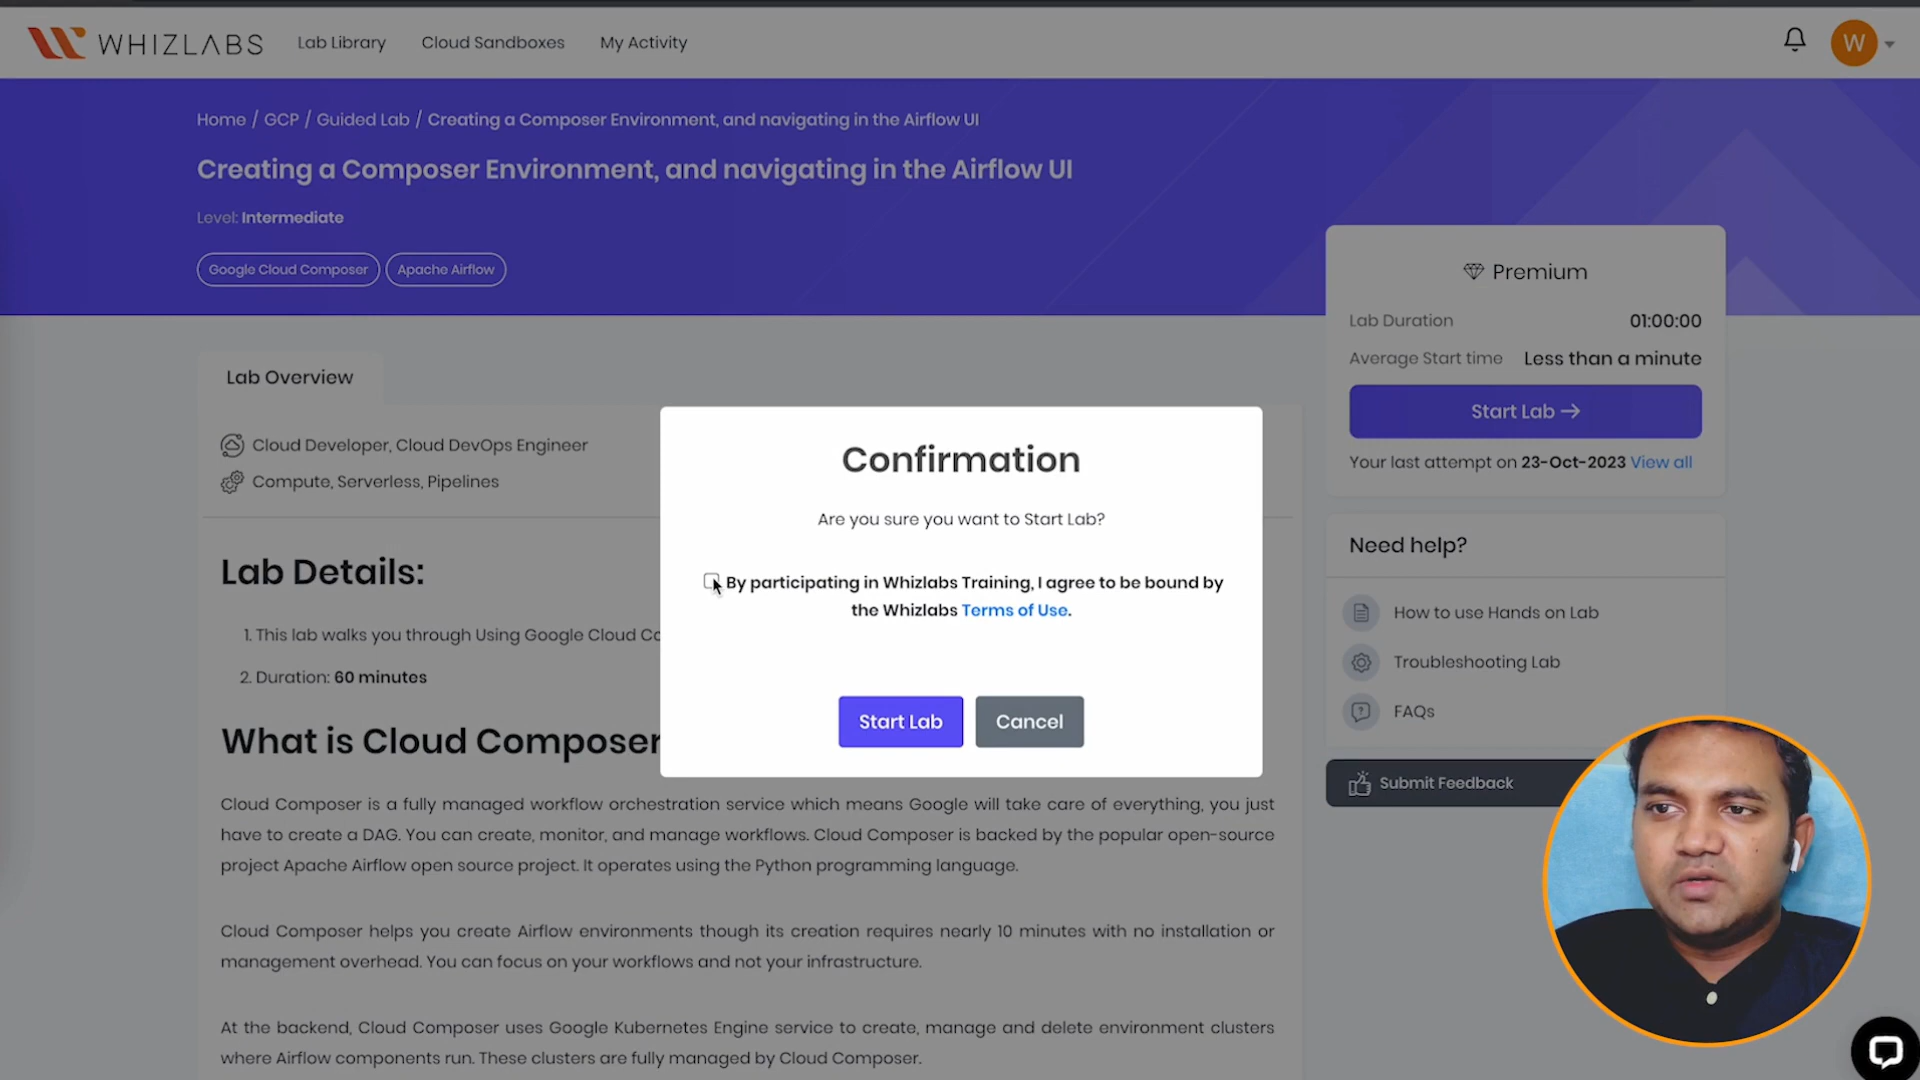 WHIZLABS
Lab Library
Cloud Sandboxes
My Activity
W
Home / GCP / Guided Lab / Creating a Composer Environment, and navigating in the Airflow UI
Creating a Composer Environment, and navigating in the Airflow UI
Level: Intermediate
Google Cloud Composer
Apache Airflow
Premium
Lab Duration 01:00:00
Average Start time Less than a minute
Start Lab →
Your last attempt on 23-Oct-2023 View all
Lab Overview
Cloud Developer, Cloud DevOps Engineer
Compute, Serverless, Pipelines
Confirmation
Are you sure you want to Start Lab?
By participating in Whizlabs Training, I agree to be bound by
the Whizlabs Terms of Use.
Start Lab
Cancel
Need help?
How to use Hands on Lab
Troubleshooting Lab
FAQs
Submit Feedback
Lab Details:
1. This lab walks you through Using Google Cloud Co
2. Duration: 60 minutes
What is Cloud Composer
Cloud Composer is a fully managed workflow orchestration service which means Google will take care of everything, you just
have to create a DAG. You can create, monitor, and manage workflows. Cloud Composer is backed by the popular open-source
project Apache Airflow open source project. It operates using the Python programming language.
Cloud Composer helps you create Airflow environments though its creation requires nearly 10 minutes with no installation or
management overhead. You can focus on your workflows and not your infrastructure.
At the backend, Cloud Composer uses Google Kubernetes Engine service to create, manage and delete environment clusters
where Airflow components run. These clusters are fully managed by Cloud Composer.